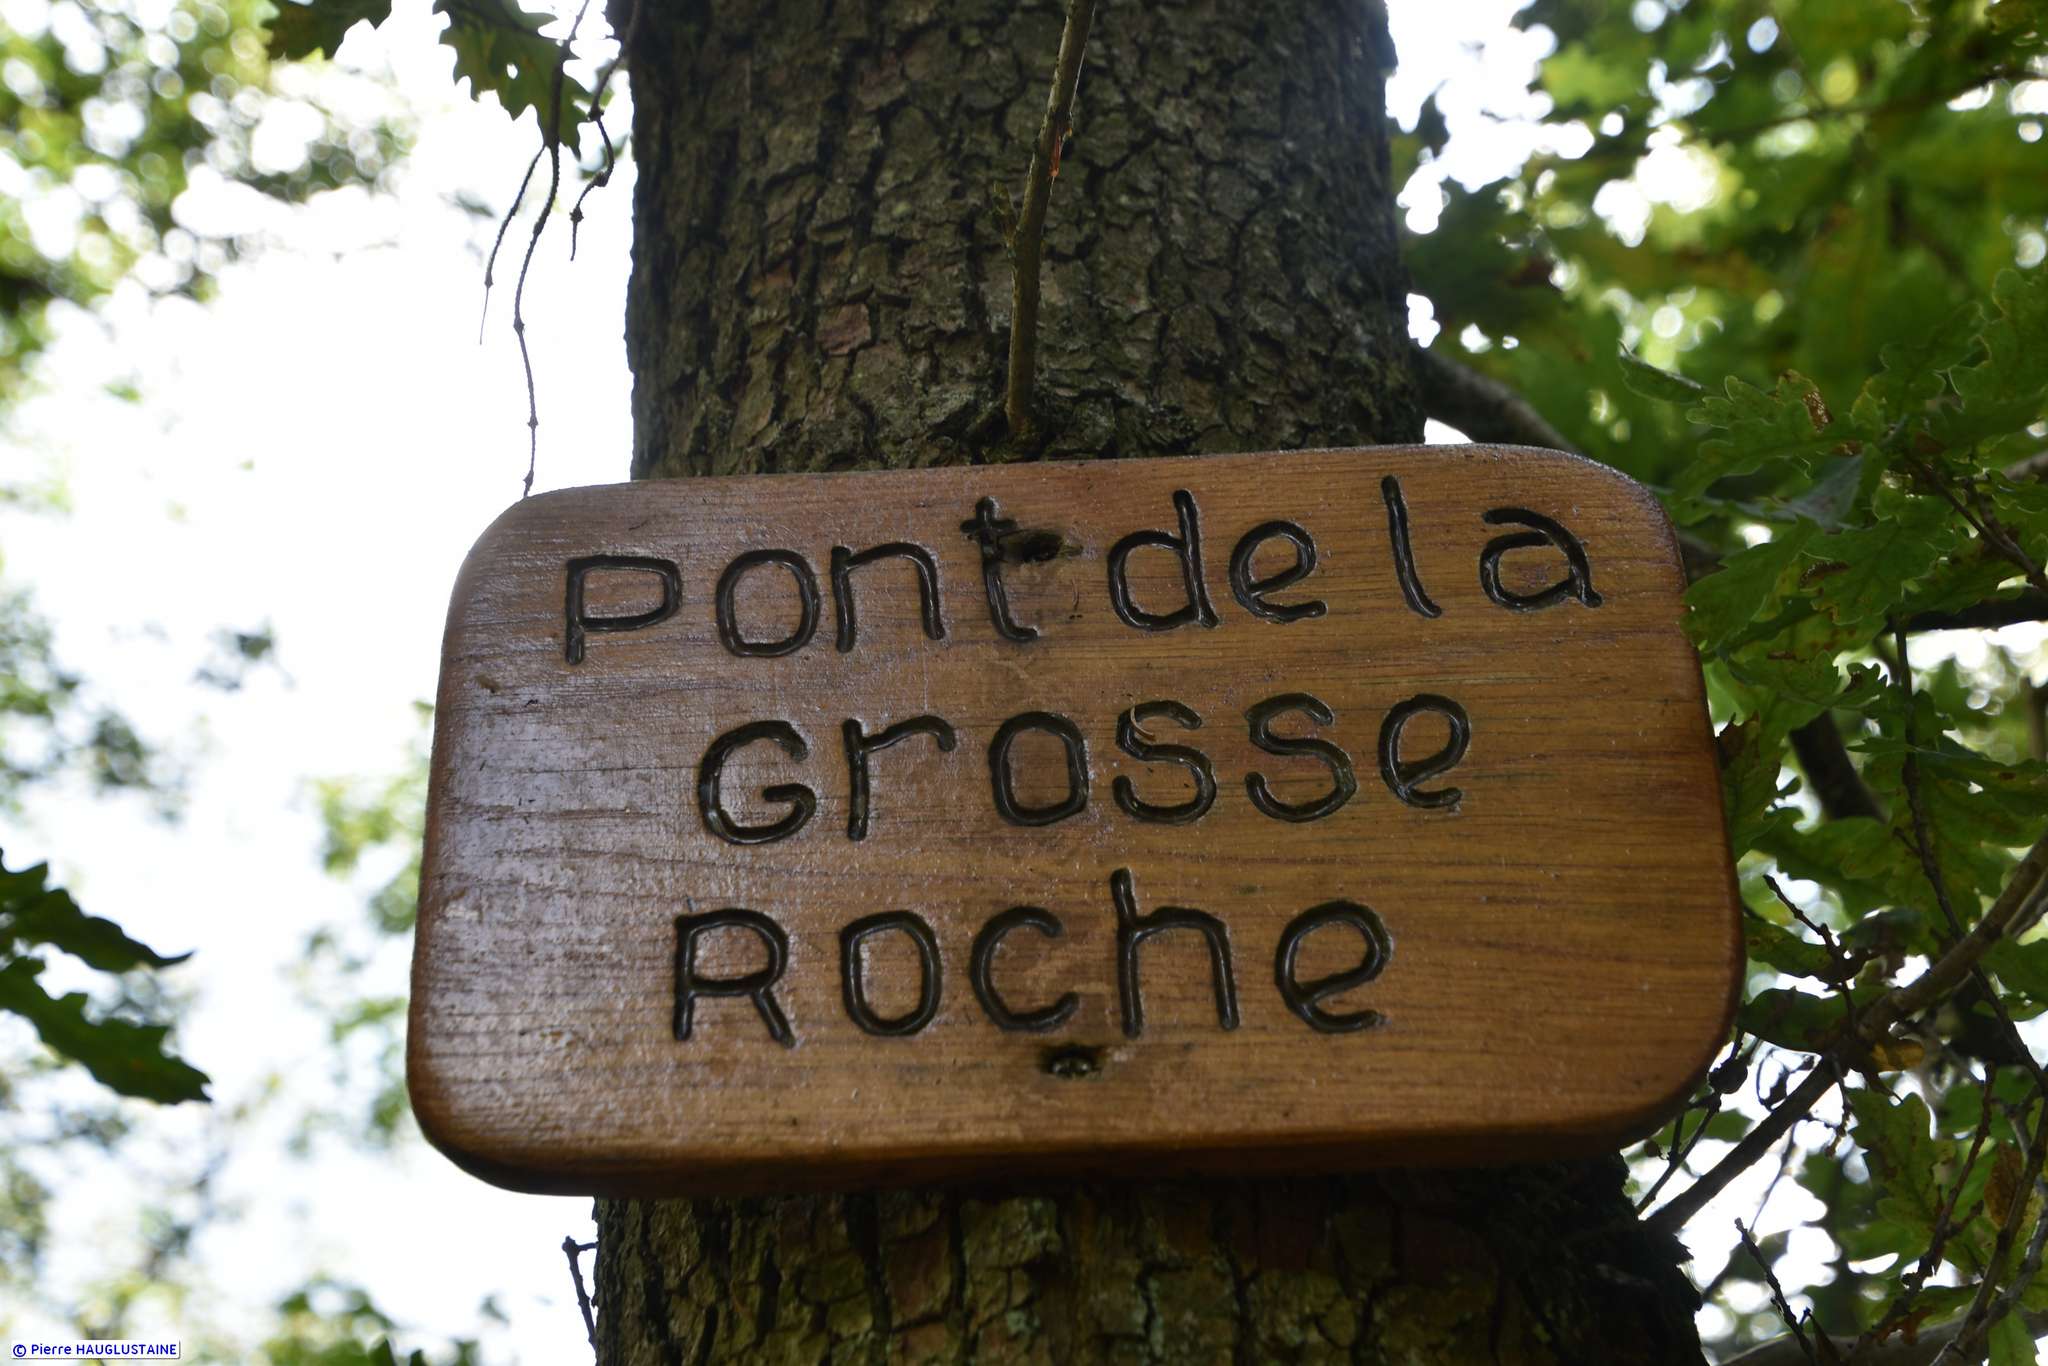 Pont de la
Grosse
Roche
© Pierre HAUGLUSTAINE